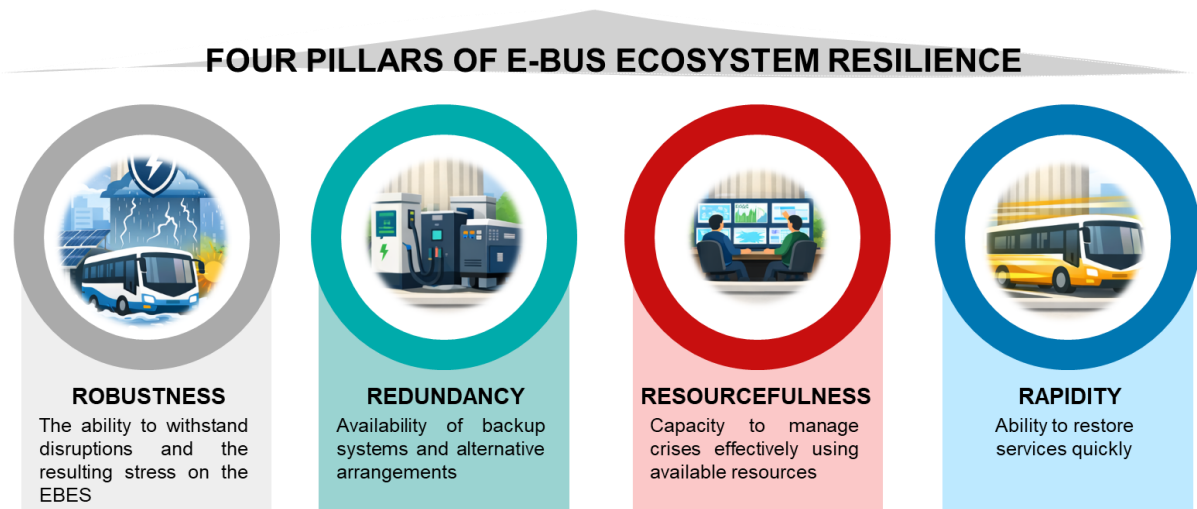 FOUR PILLARS OF E-BUS ECOSYSTEM RESILIENCE
ROBUSTNESS
The ability to withstand
disruptions and the
resulting stress on the
EBES
REDUNDANCY
Availability of backup
systems and alternative
arrangements
RESOURCEFULNESS
Capacity to manage
crises effectively using
available resources
RAPIDITY
Ability to restore
services quickly